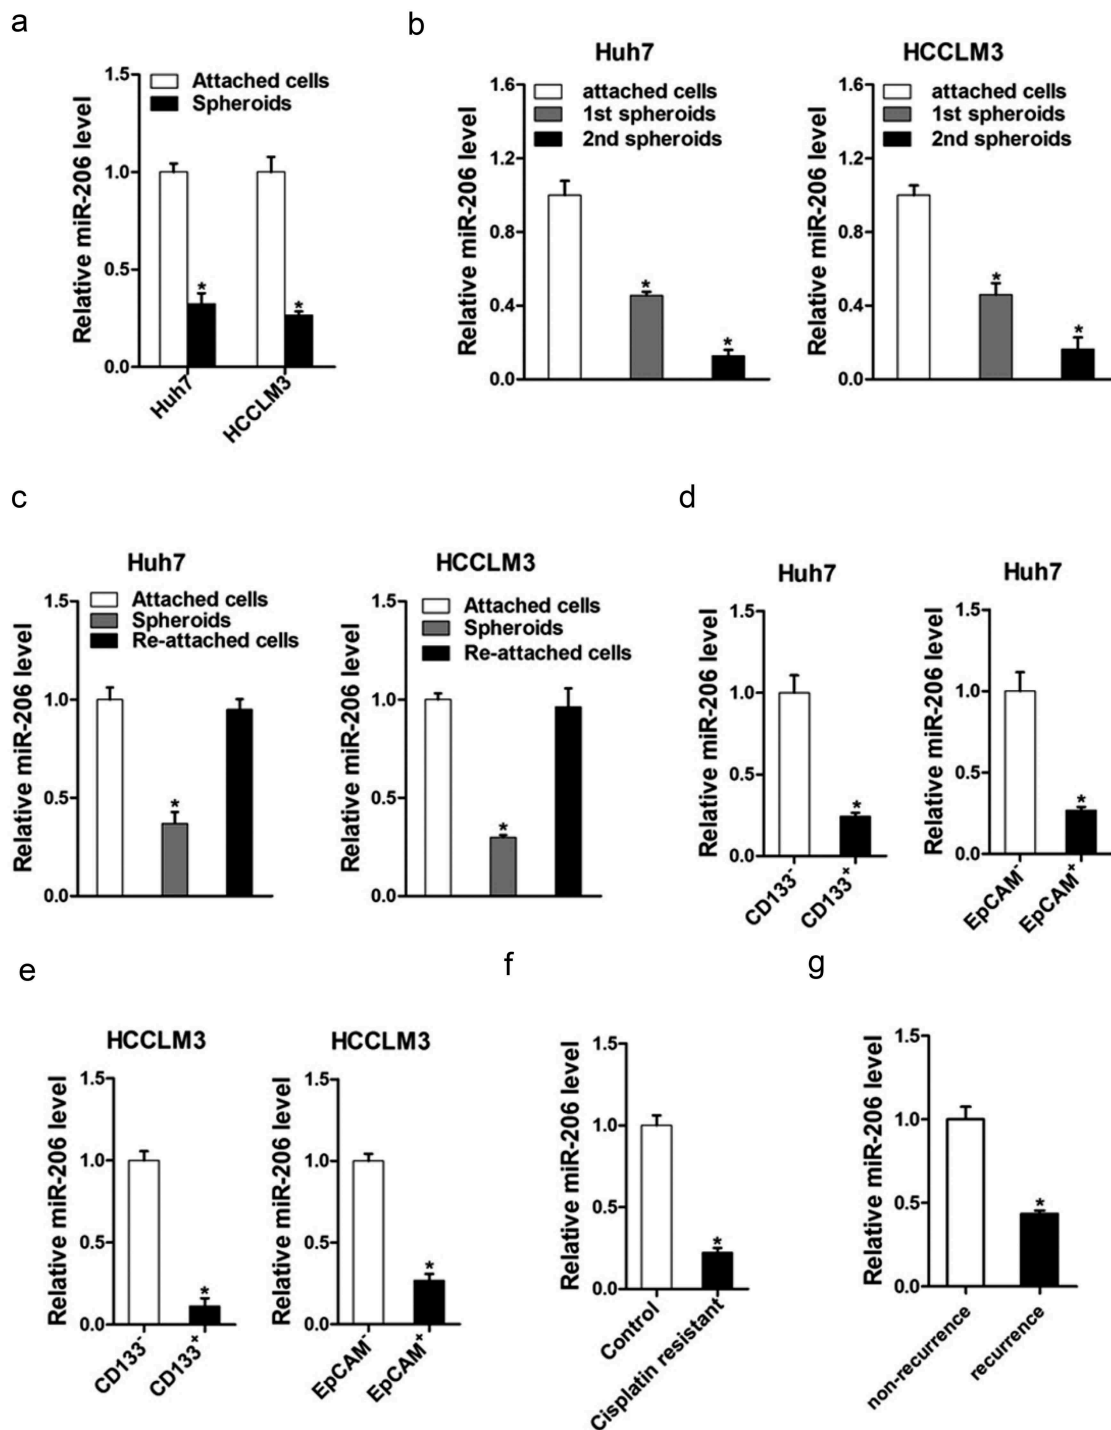 a
Relative miR-206 level
1.5
1.0
0.5
0.0
Attached cells
Spheroids
*
*
Huh7
HCCLM3
b
Huh7
Relative miR-206 level
1.6
1.2
0.8
0.4
0.0
attached cells
1st spheroids
2nd spheroids
*
*
HCCLM3
Relative miR-206 level
1.6
1.2
0.8
0.4
0.0
attached cells
1st spheroids
2nd spheroids
*
*
c
Huh7
Relative miR-206 level
1.5
1.0
0.5
0.0
Attached cells
Spheroids
Re-attached cells
*
HCCLM3
Relative miR-206 level
1.5
1.0
0.5
0.0
Attached cells
Spheroids
Re-attached cells
*
d
Huh7
Relative miR-206 level
1.5
1.0
0.5
0.0
*
CD133⁻
CD133⁺
Huh7
Relative miR-206 level
1.5
1.0
0.5
0.0
*
EpCAM⁻
EpCAM⁺
e
HCCLM3
Relative miR-206 level
1.5
1.0
0.5
0.0
*
CD133⁻
CD133⁺
HCCLM3
Relative miR-206 level
1.5
1.0
0.5
0.0
*
EpCAM⁻
EpCAM⁺
f
Relative miR-206 level
1.5
1.0
0.5
0.0
*
Control
Cisplatin resistant
g
Relative miR-206 level
1.5
1.0
0.5
0.0
*
non-recurrence
recurrence